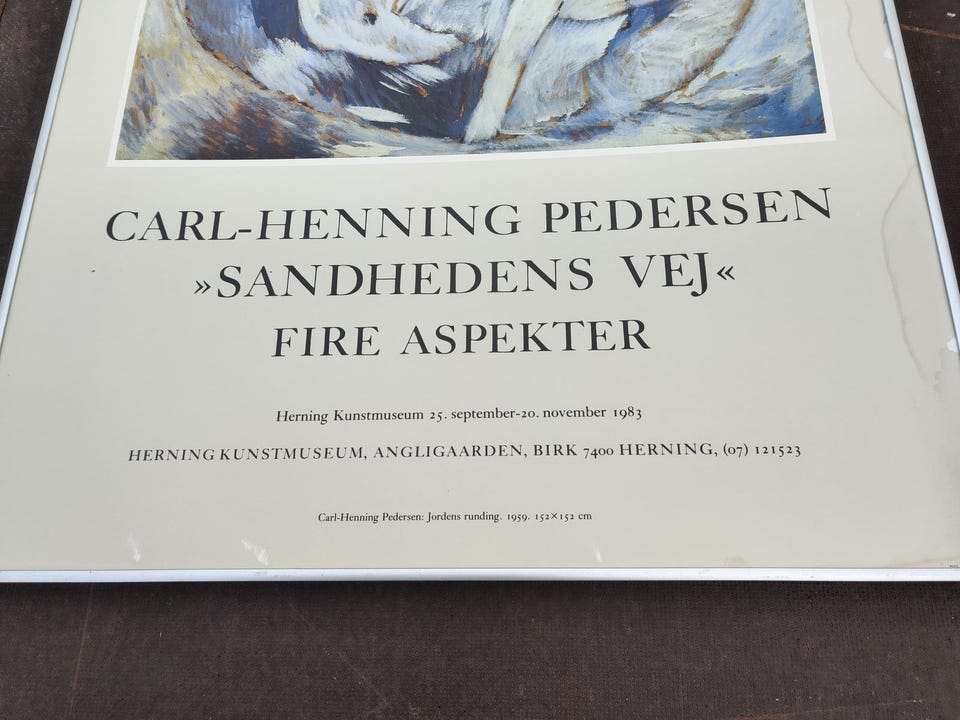 CARL-HENNING PEDERSEN
»SANDHEDENS VEJ«
FIRE ASPEKTER
Herning Kunstmuseum 25. september-20. november 1983
HERNING KUNSTMUSEUM, ANGLIGAARDEN, BIRK 7400 HERNING, (07) 121523
Carl-Henning Pedersen: Jordens runding. 1959. 152×152 cm